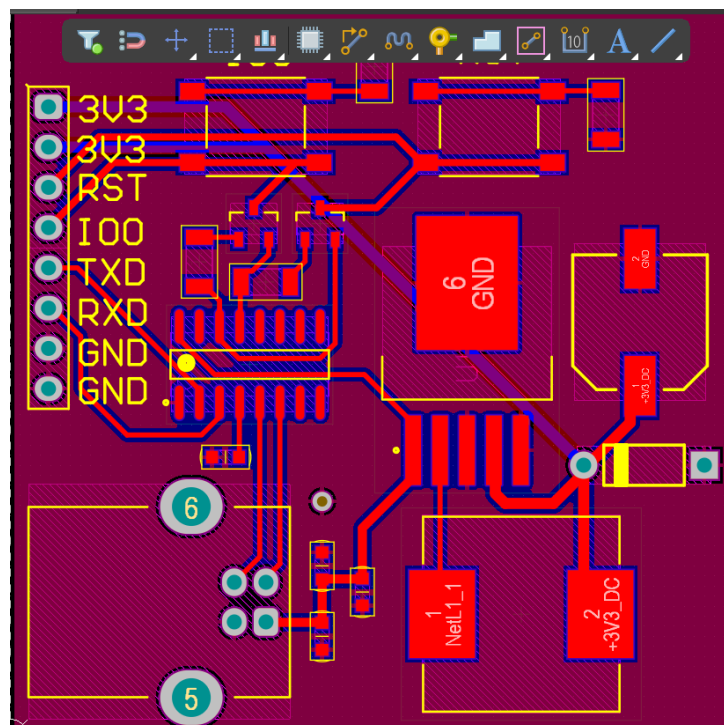 10
A
3V3
3V3
RST
IO0
TXD
RXD
GND
GND
6
GND
2
GND
1
+3V3_DC
6
5
1
NetL1_1
2
+3V3_DC